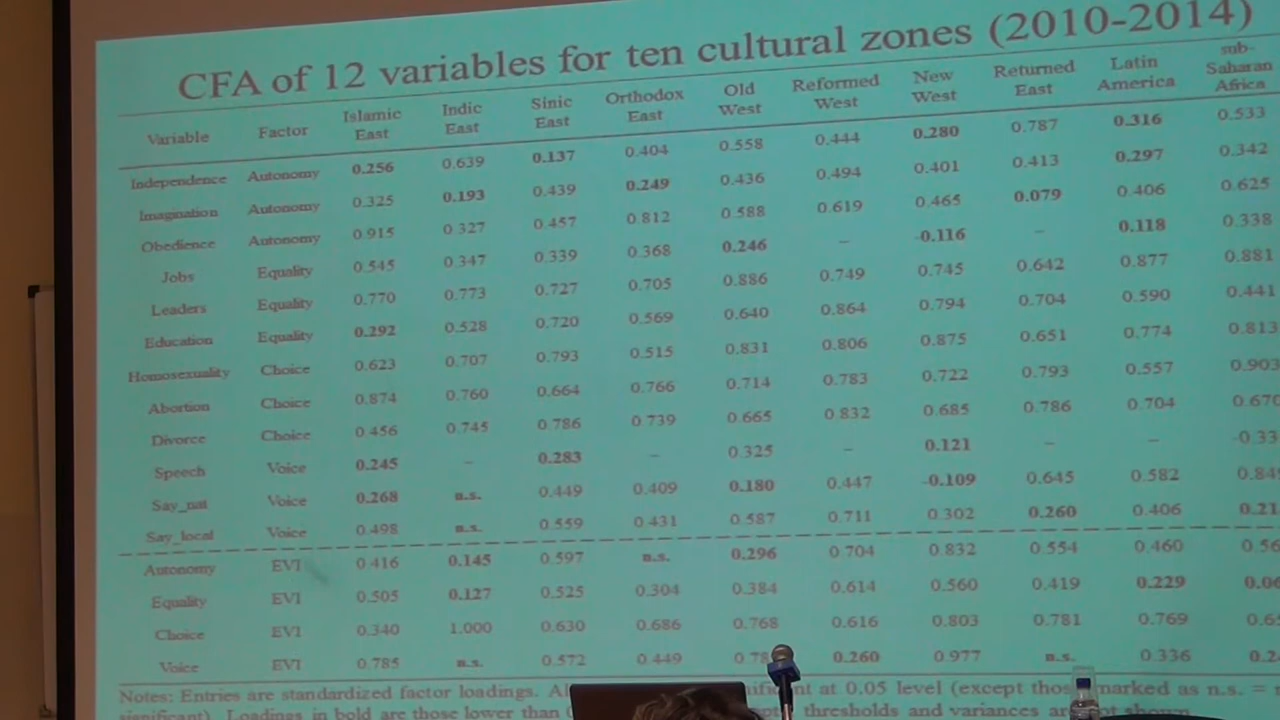 CFA of 12 variables for ten cultural zones (2010-2014)
Variable Factor Islamic East Indic East Sinic East Orthodox East Old West Reformed West New West Returned East Latin America sub-Saharan Africa
Independence Autonomy 0.256 0.639 0.137 0.404 0.558 0.444 0.280 0.787 0.316 0.533
Imagination Autonomy 0.325 0.193 0.439 0.249 0.436 0.494 0.401 0.413 0.297 0.342
Obedience Autonomy 0.915 0.327 0.457 0.812 0.588 0.619 0.465 0.079 0.406 0.625
Jobs Equality 0.545 0.347 0.339 0.368 0.246 – -0.116 – 0.118 0.338
Leaders Equality 0.770 0.773 0.727 0.705 0.886 0.749 0.745 0.642 0.877 0.881
Education Equality 0.292 0.528 0.720 0.569 0.640 0.864 0.794 0.704 0.590 0.441
Homosexuality Choice 0.623 0.707 0.793 0.515 0.831 0.806 0.875 0.651 0.774 0.813
Abortion Choice 0.874 0.760 0.664 0.766 0.714 0.783 0.722 0.793 0.557 0.903
Divorce Choice 0.456 0.745 0.786 0.739 0.665 0.832 0.685 0.786 0.704 0.670
Speech Voice 0.245 – 0.283 – 0.325 – 0.121 – – -0.33
Say_nat Voice 0.268 n.s. 0.449 0.409 0.180 0.447 -0.109 0.645 0.582 0.84
Say_local Voice 0.498 n.s. 0.559 0.431 0.587 0.711 0.302 0.260 0.406 0.21
Autonomy EVI 0.416 0.145 0.597 n.s. 0.296 0.704 0.832 0.554 0.460 0.56
Equality EVI 0.505 0.127 0.525 0.304 0.384 0.614 0.560 0.419 0.229 0.06
Choice EVI 0.340 1.000 0.630 0.686 0.768 0.616 0.803 0.781 0.769 0.6
Voice EVI 0.785 n.s. 0.572 0.449 0.78 0.260 0.977 n.s. 0.336 0.2
Notes: Entries are standardized factor loadings. at 0.05 level (except marked as n.s. =
significant). Loadings in bold are those lower than thresholds and variances are not shown